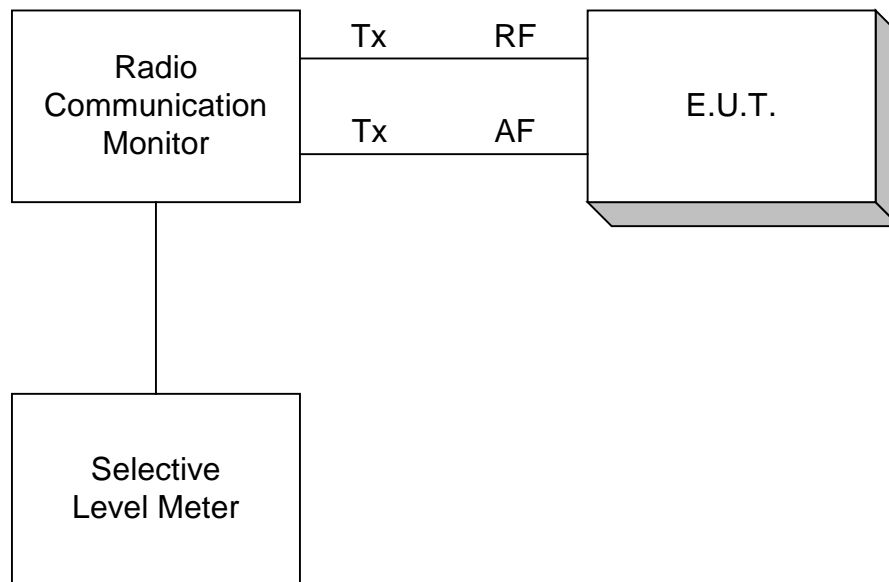 Radio
Communication
Monitor
Tx RF
Tx AF
E.U.T.
Selective
Level Meter